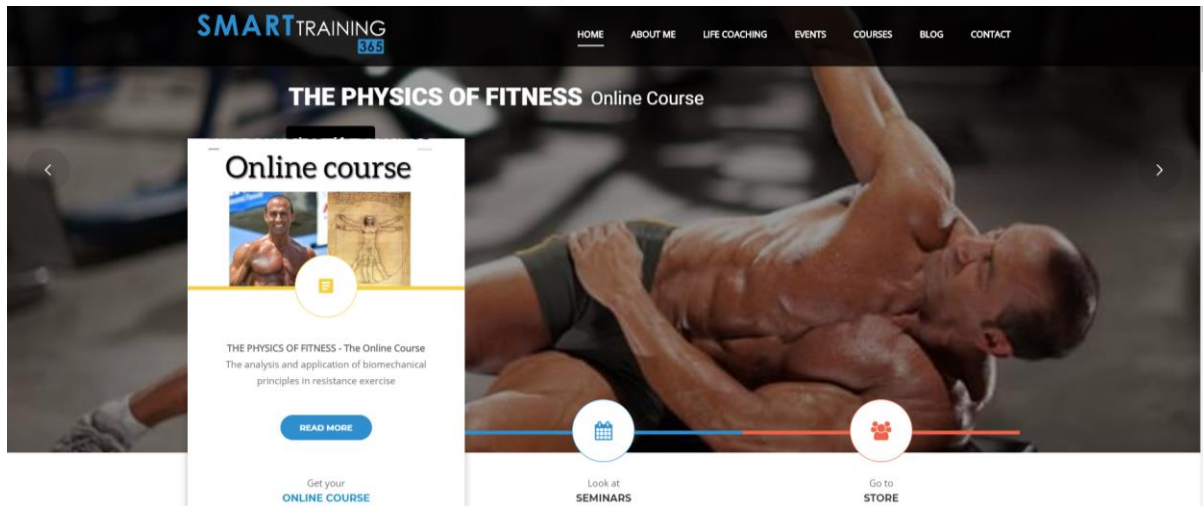 SMART TRAINING
365
HOME ABOUT ME LIFE COACHING EVENTS COURSES BLOG CONTACT
THE PHYSICS OF FITNESS Online Course
Online course
THE PHYSICS OF FITNESS - The Online Course
The analysis and application of biomechanical
principles in resistance exercise
READ MORE
Get your
ONLINE COURSE
Look at
SEMINARS
Go to
STORE